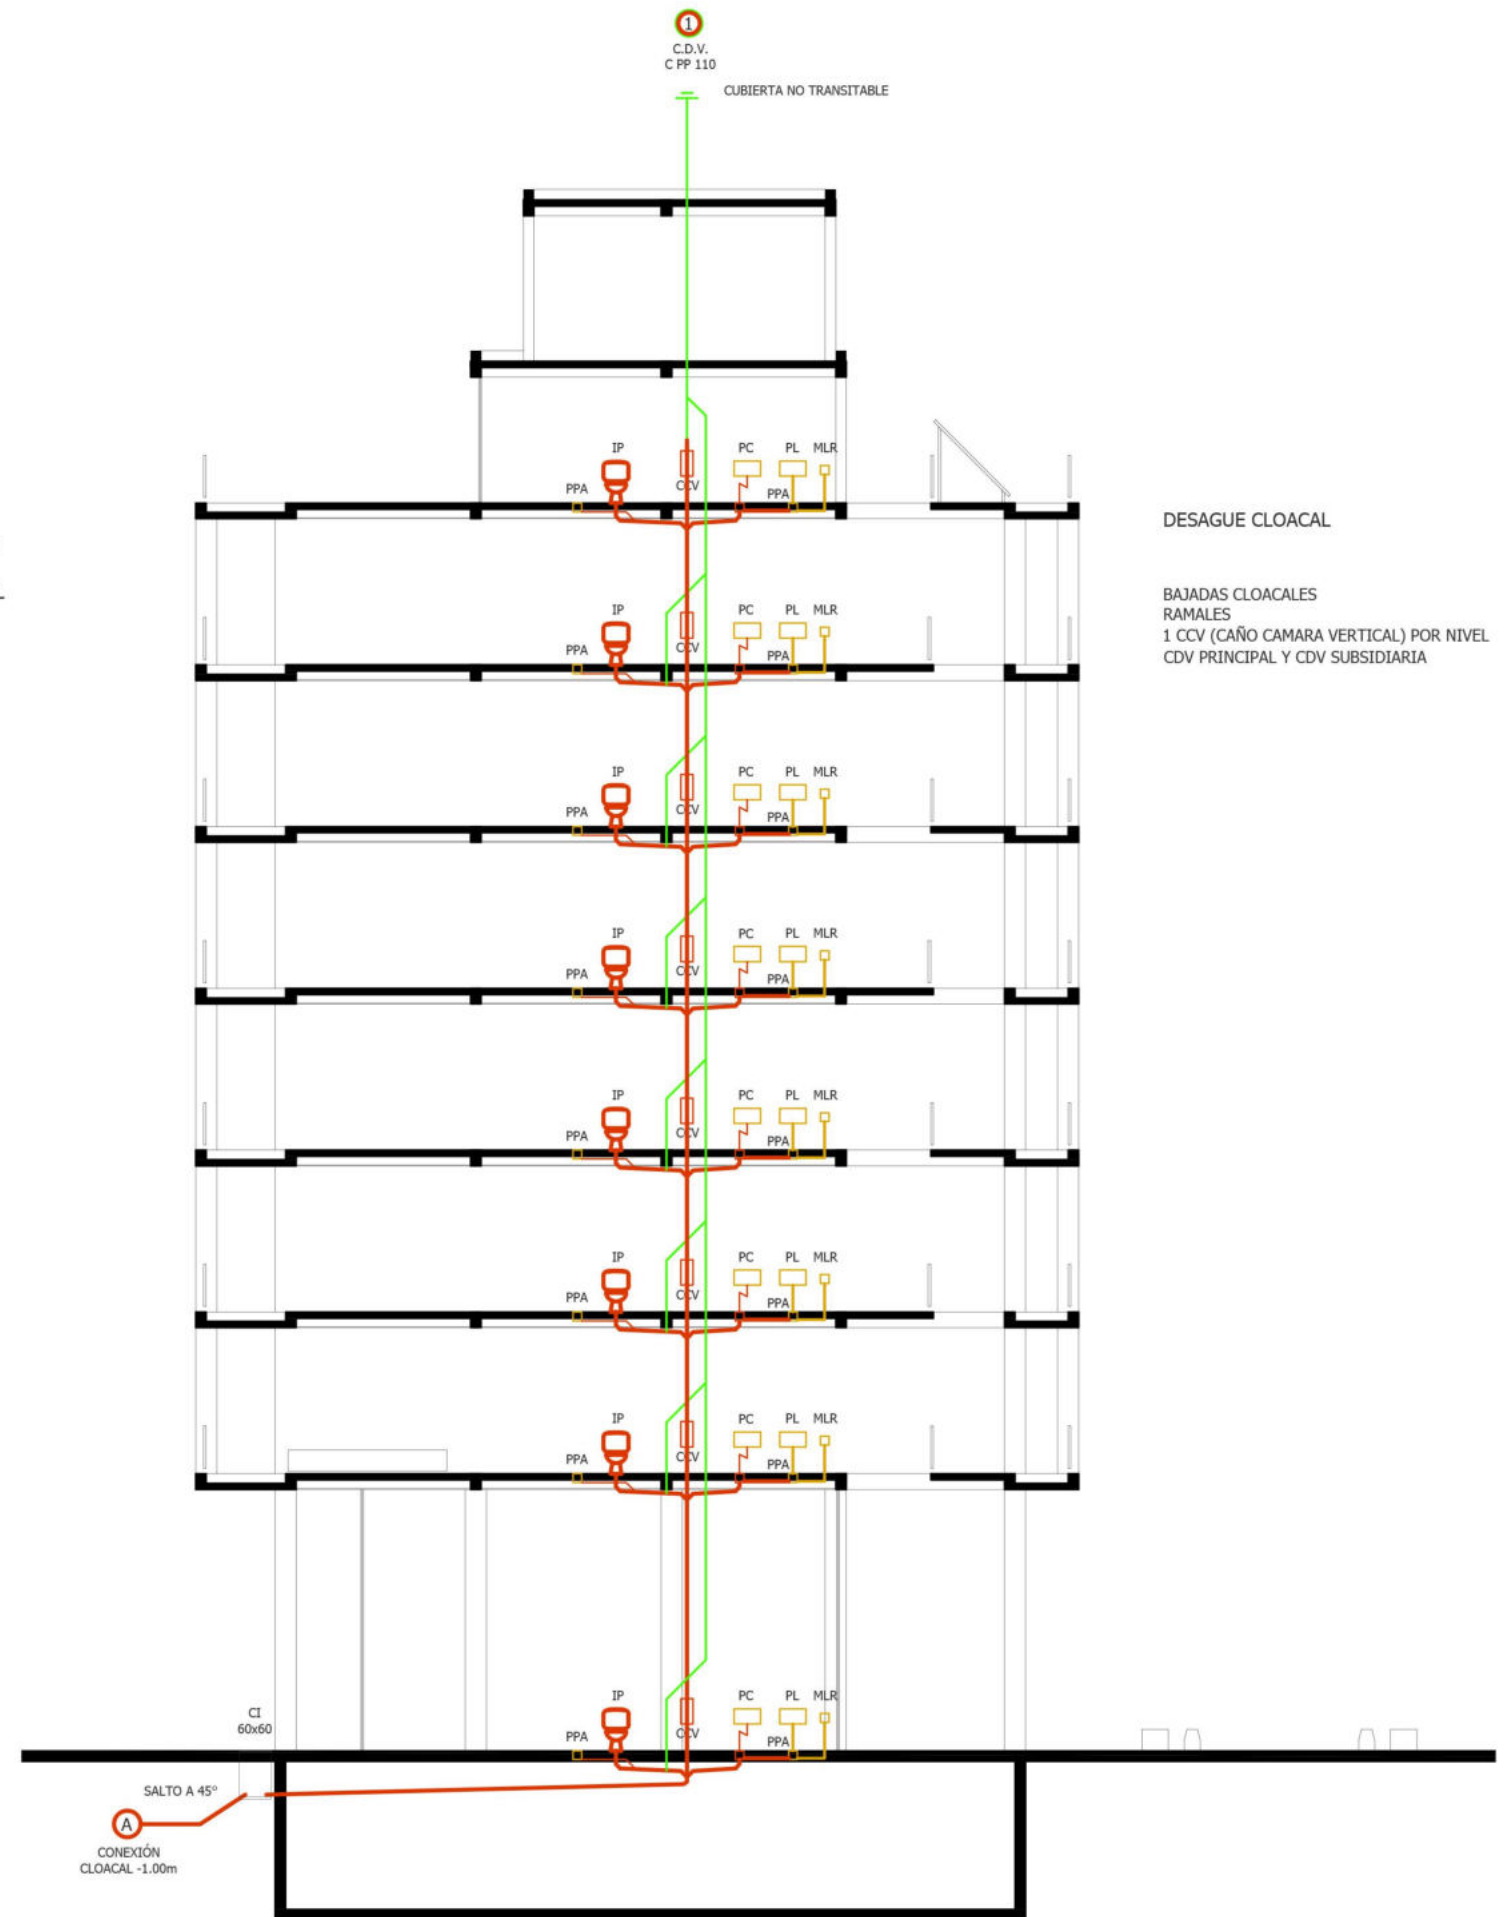 1
C.D.V.
C PP 110
CUBIERTA NO TRANSITABLE
IP
PC PL MLR
PPA
CCV
PPA
DESAGUE CLOACAL
BAJADAS CLOACALES
RAMALES
1 CCV (CAÑO CAMARA VERTICAL) POR NIVEL
CDV PRINCIPAL Y CDV SUBSIDIARIA
IP
PC PL MLR
PPA
CCV
PPA
IP
PC PL MLR
PPA
CCV
PPA
IP
PC PL MLR
PPA
CCV
PPA
IP
PC PL MLR
PPA
CCV
PPA
IP
PC PL MLR
PPA
CCV
PPA
IP
PC PL MLR
PPA
CCV
PPA
IP
PC PL MLR
PPA
CCV
PPA
CI
60x60
SALTO A 45º
A
CONEXIÓN
CLOACAL -1.00m